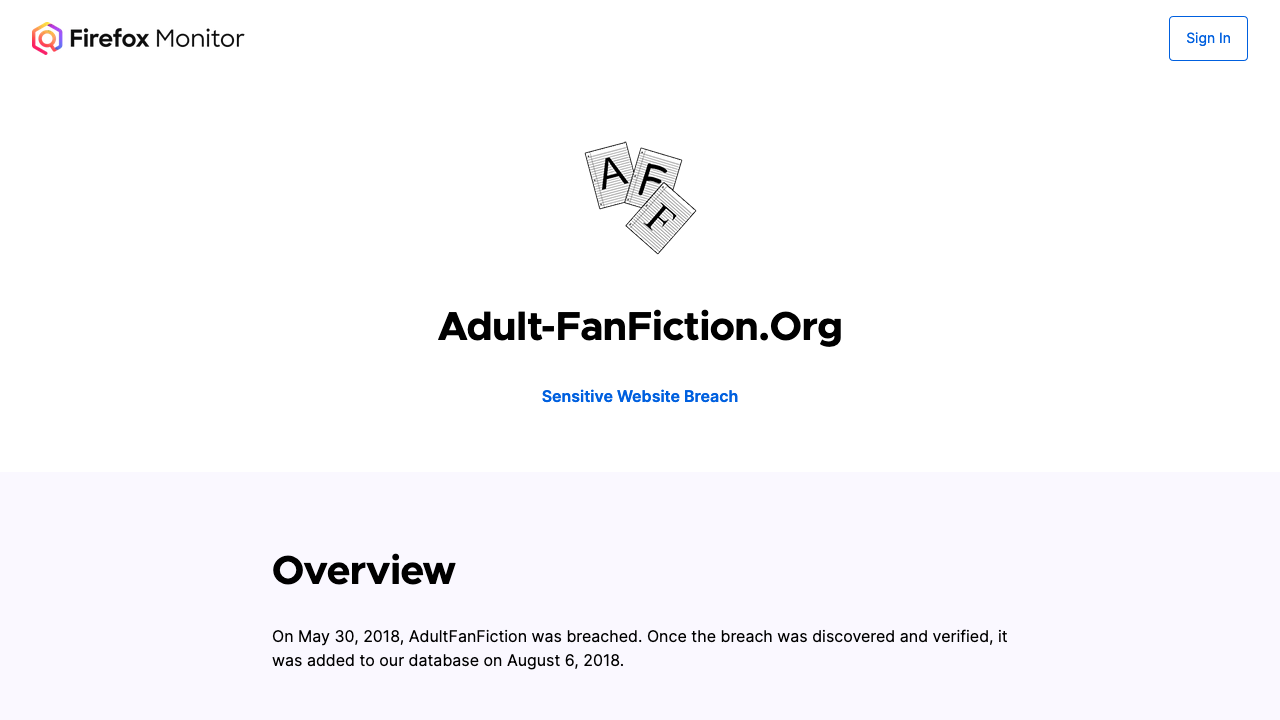 Firefox Monitor
Sign In
A F
F
Adult-FanFiction.Org
Sensitive Website Breach
Overview
On May 30, 2018, AdultFanFiction was breached. Once the breach was discovered and verified, it
was added to our database on August 6, 2018.